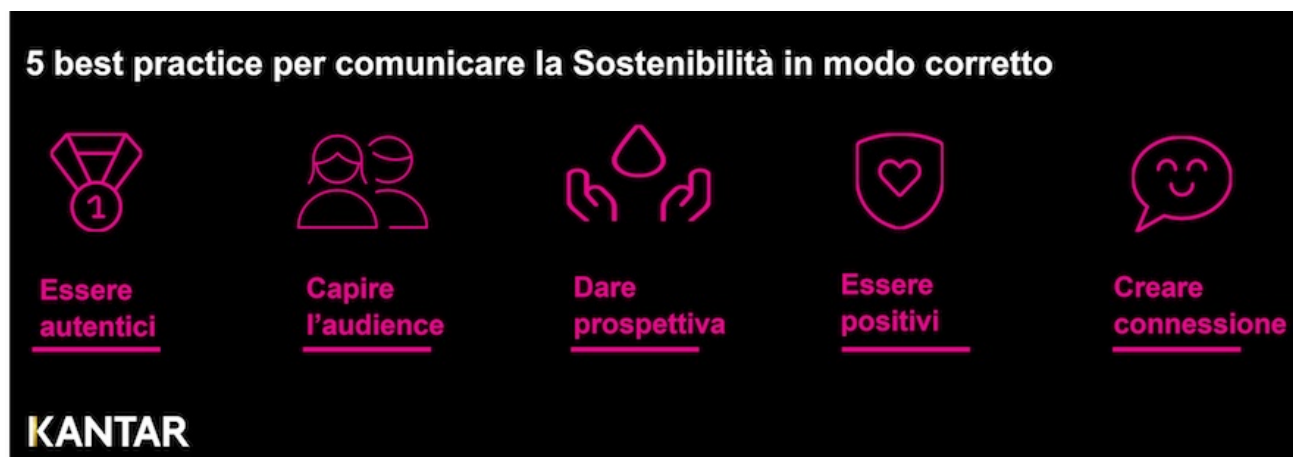 5 best practice per comunicare la Sostenibilità in modo corretto
1
Essere
autentici
Capire
l'audience
Dare
prospettiva
Essere
positivi
Creare
connessione
KANTAR